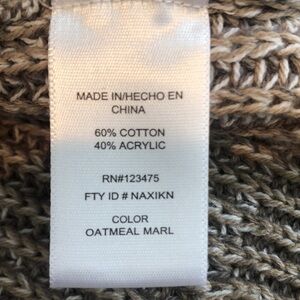 MADE IN/HECHO EN
CHINA
60% COTTON
40% ACRYLIC
RN#123475
FTY ID # NAXIKN
COLOR
OATMEAL MARL